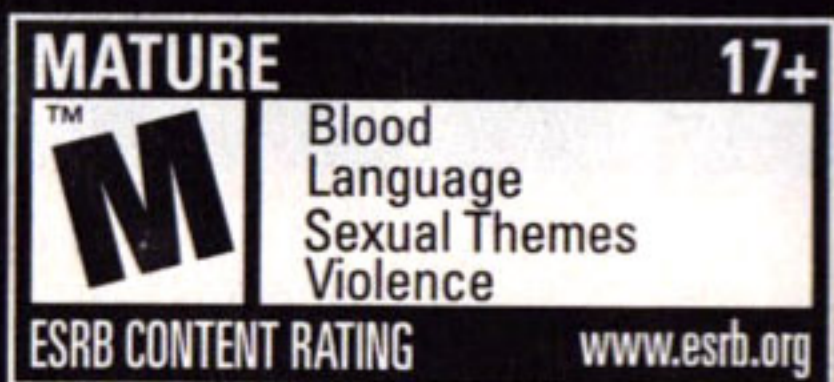 MATURE 17+
TM
M
Blood
Language
Sexual Themes
Violence
ESRB CONTENT RATING www.esrb.org